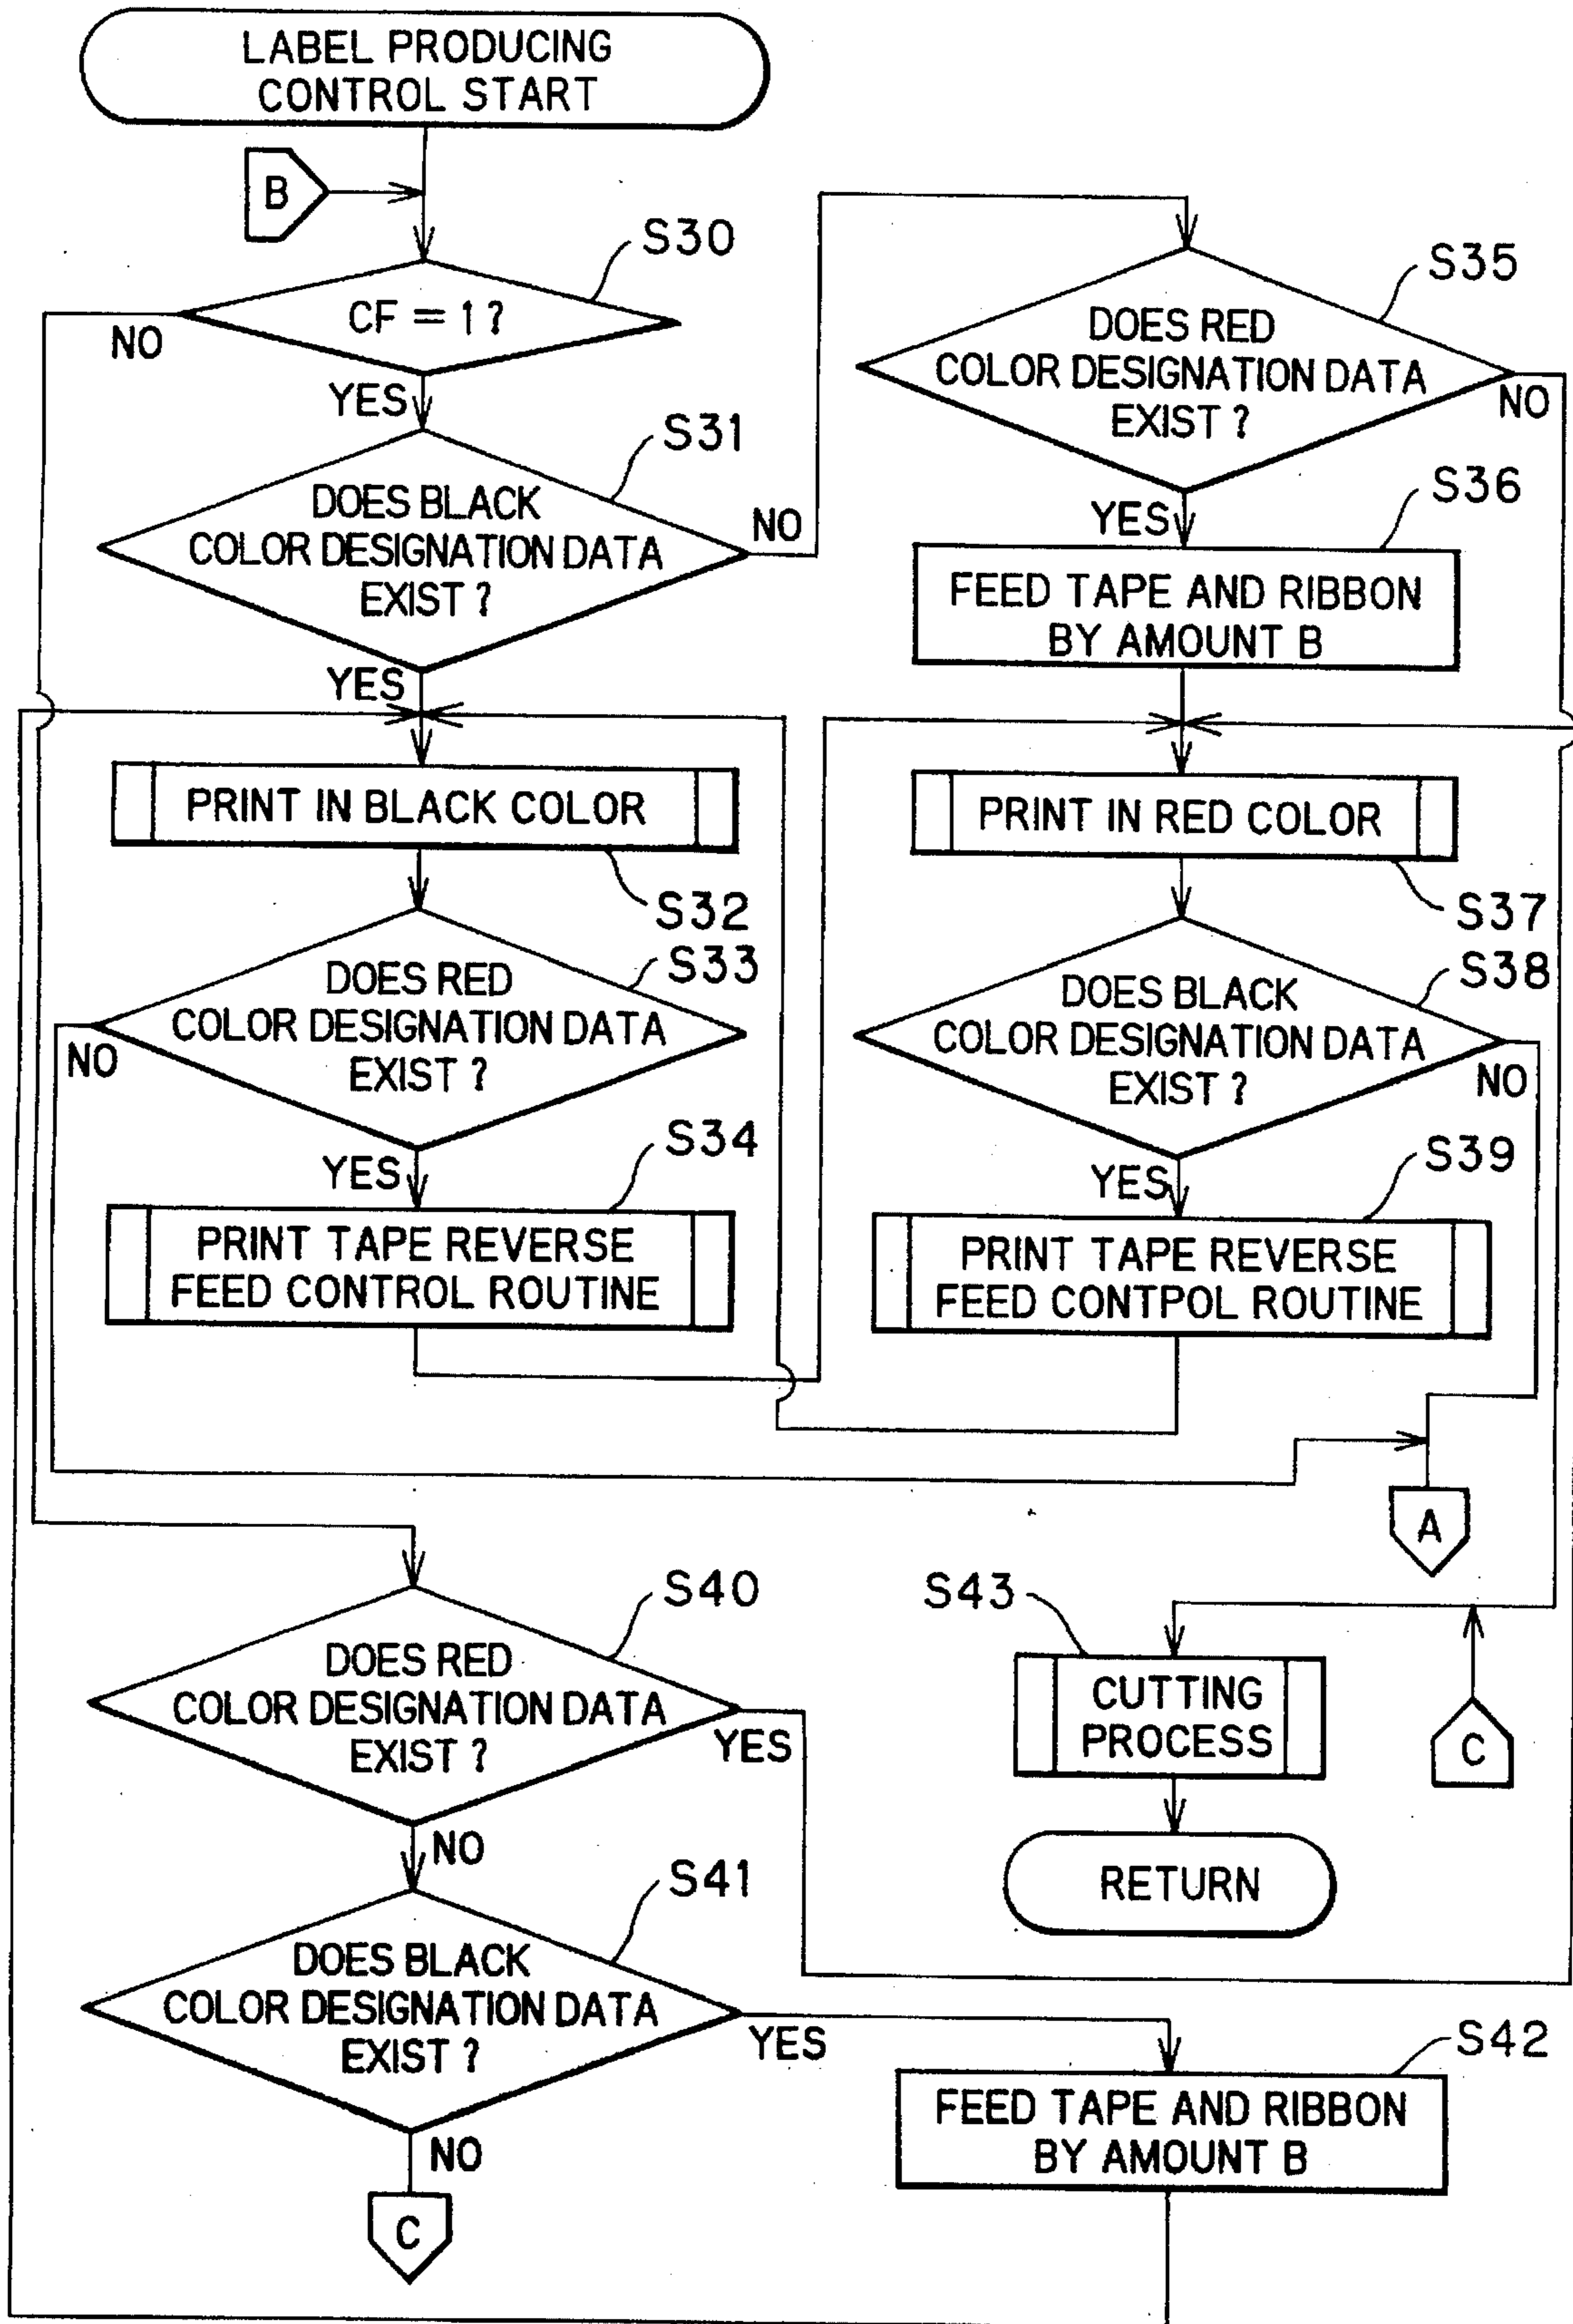 LABEL PRODUCING
CONTROL START
B
S30
CF = 1 ?
NO
YES
S31
DOES BLACK
COLOR DESIGNATION DATA
EXIST ?
NO
YES
S35
DOES RED
COLOR DESIGNATION DATA
EXIST ?
NO
YES
S36
FEED TAPE AND RIBBON
BY AMOUNT B
PRINT IN BLACK COLOR
S32
PRINT IN RED COLOR
S37
DOES RED
COLOR DESIGNATION DATA
EXIST ?
S33
NO
YES
S34
PRINT TAPE REVERSE
FEED CONTROL ROUTINE
S38
DOES BLACK
COLOR DESIGNATION DATA
EXIST ?
NO
YES
S39
PRINT TAPE REVERSE
FEED CONTPOL ROUTINE
A
S40
DOES RED
COLOR DESIGNATION DATA
EXIST ?
YES
NO
S43
CUTTING
PROCESS
C
RETURN
S41
DOES BLACK
COLOR DESIGNATION DATA
EXIST ?
YES
NO
C
S42
FEED TAPE AND RIBBON
BY AMOUNT B